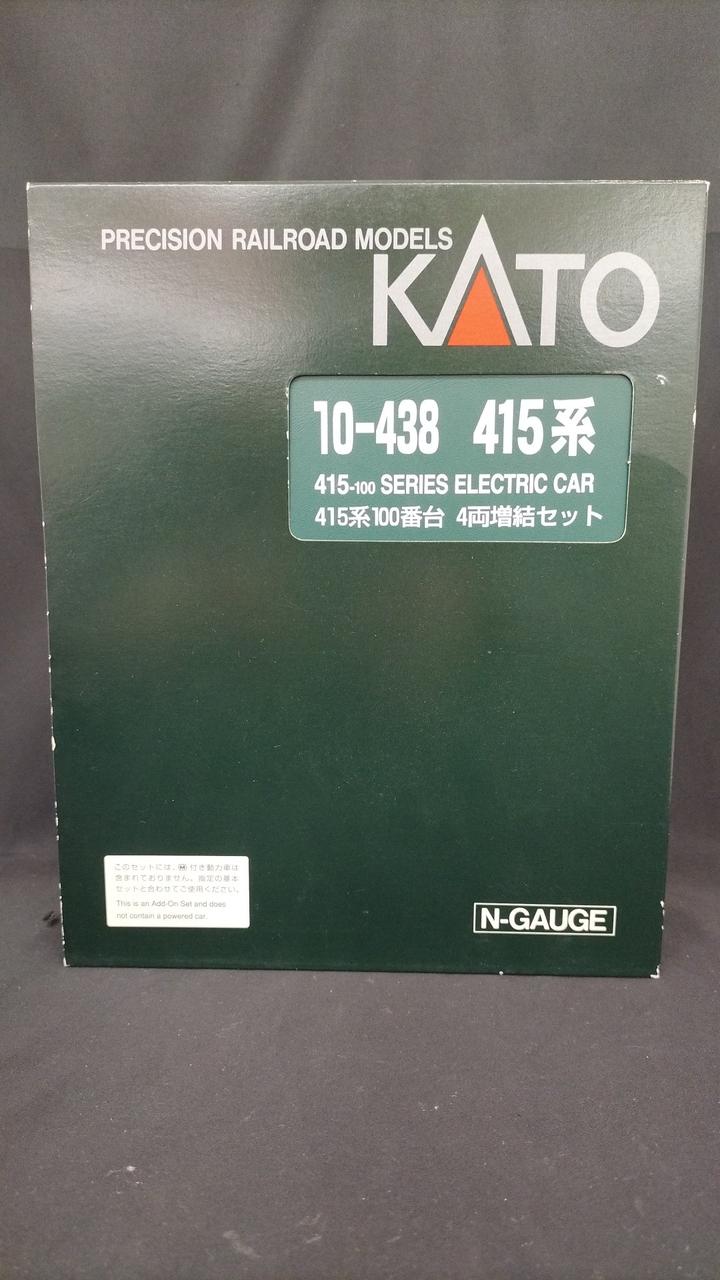 PRECISION RAILROAD MODELS
KATO
10-438 415系
415-100 SERIES ELECTRIC CAR
415系100番台 4両増結セット
このセットには、Ⓜ付き動力車は
含まれておりません。指定の基本
セットと合わせてご使用ください。
This is an Add-On Set and does
not contain a powered car.
N-GAUGE